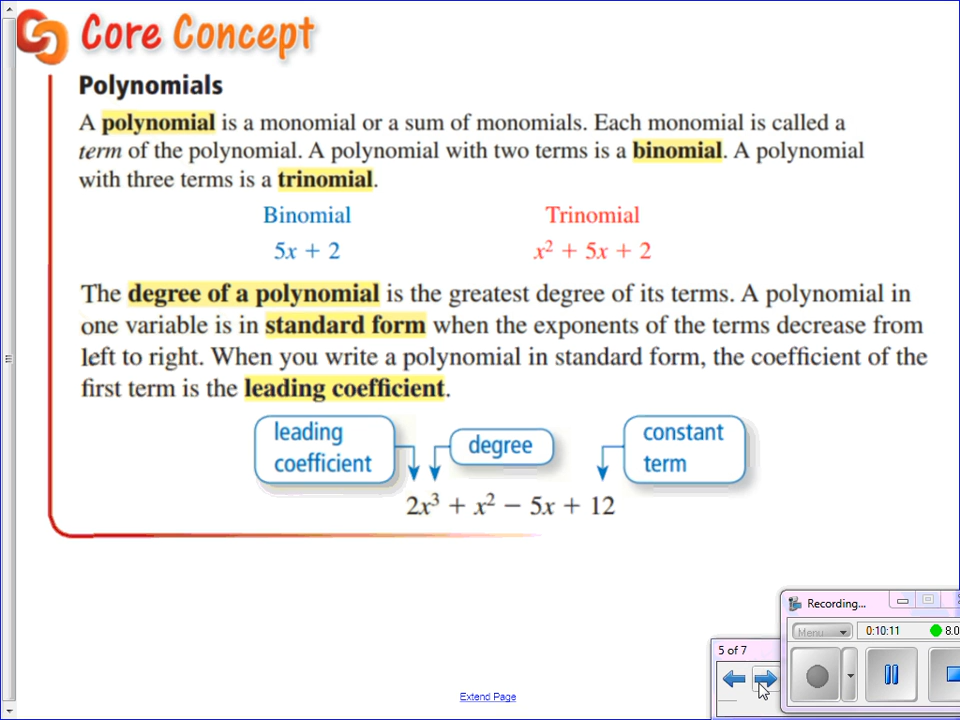 Core Concept
Polynomials
A polynomial is a monomial or a sum of monomials. Each monomial is called a
term of the polynomial. A polynomial with two terms is a binomial. A polynomial
with three terms is a trinomial.
Binomial Trinomial
5x + 2 x² + 5x + 2
The degree of a polynomial is the greatest degree of its terms. A polynomial in
one variable is in standard form when the exponents of the terms decrease from
left to right. When you write a polynomial in standard form, the coefficient of the
first term is the leading coefficient.
leading
coefficient
degree
constant
term
2x³ + x² − 5x + 12
Recording...
Menu 0:10:11 8.0
5 of 7
Extend Page